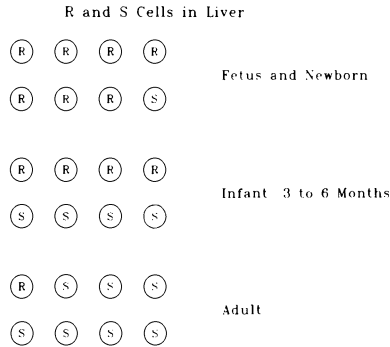 R and S Cells in Liver
R R R R
Fetus and Newborn
R R R S
R R R R
Infant 3 to 6 Months
S S S S
R S S S
Adult
S S S S